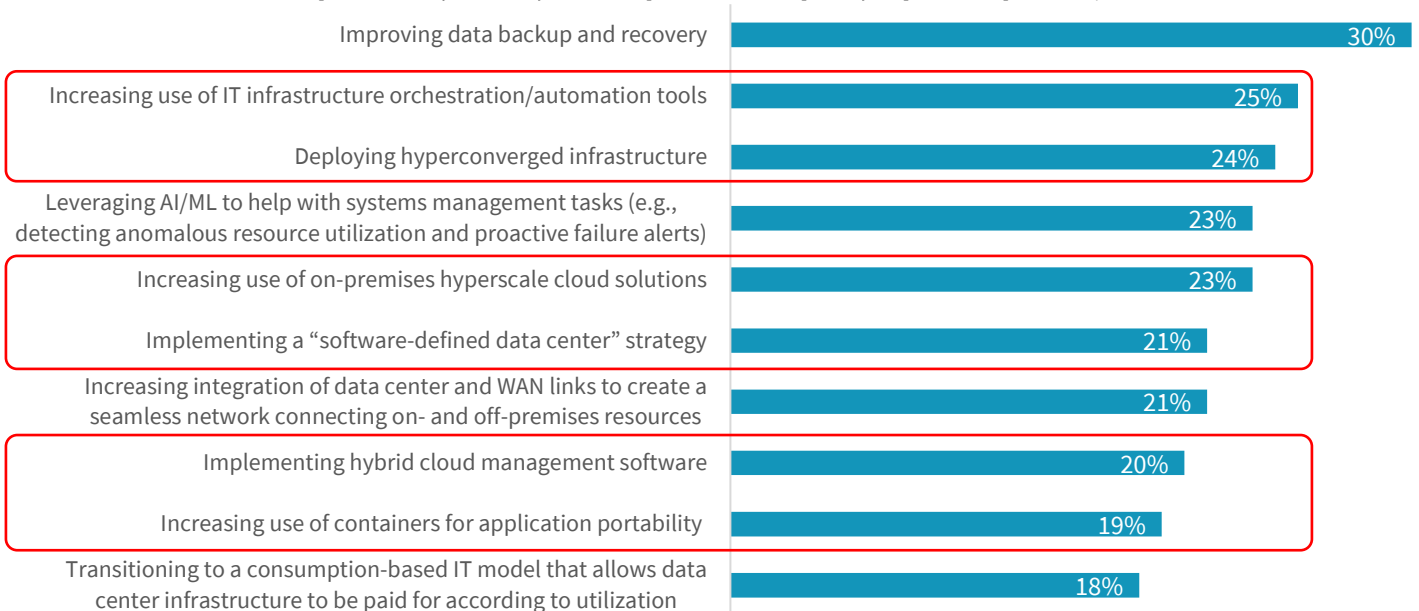 Improving data backup and recovery 30%
Increasing use of IT infrastructure orchestration/automation tools 25%
Deploying hyperconverged infrastructure 24%
Leveraging AI/ML to help with systems management tasks (e.g.,
detecting anomalous resource utilization and proactive failure alerts) 23%
Increasing use of on-premises hyperscale cloud solutions 23%
Implementing a “software-defined data center” strategy 21%
Increasing integration of data center and WAN links to create a
seamless network connecting on- and off-premises resources 21%
Implementing hybrid cloud management software 20%
Increasing use of containers for application portability 19%
Transitioning to a consumption-based IT model that allows data
center infrastructure to be paid for according to utilization 18%